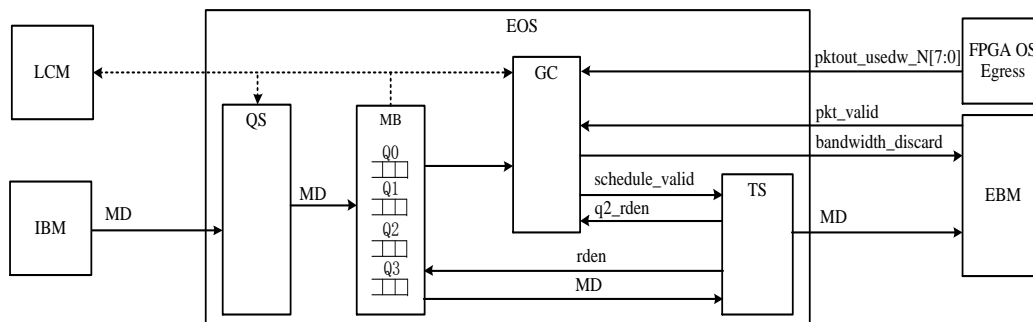 EOS
LCM
GC
pktout_usedw_N[7:0]
FPGA OS
Egress
QS
MB
pkt_valid
Q0
bandwidth_discard
Q1
schedule_valid
TS
IBM
MD
MD
q2_rden
MD
EBM
Q2
rden
Q3
MD